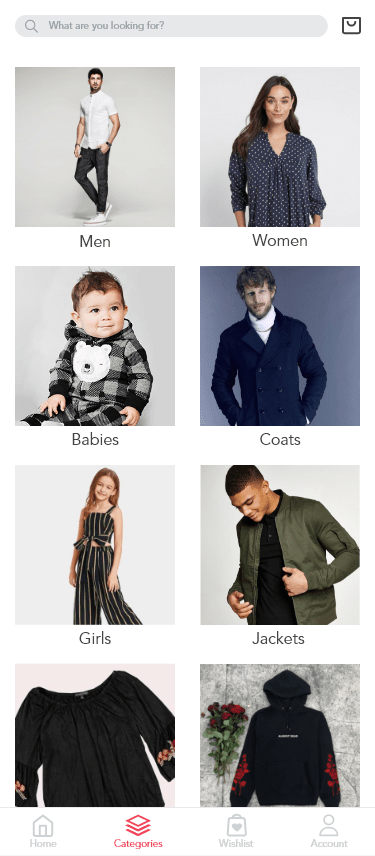 What are you looking for?
Men
Women
Babies
Coats
Girls
Jackets
Home
Categories
Wishlist
Account